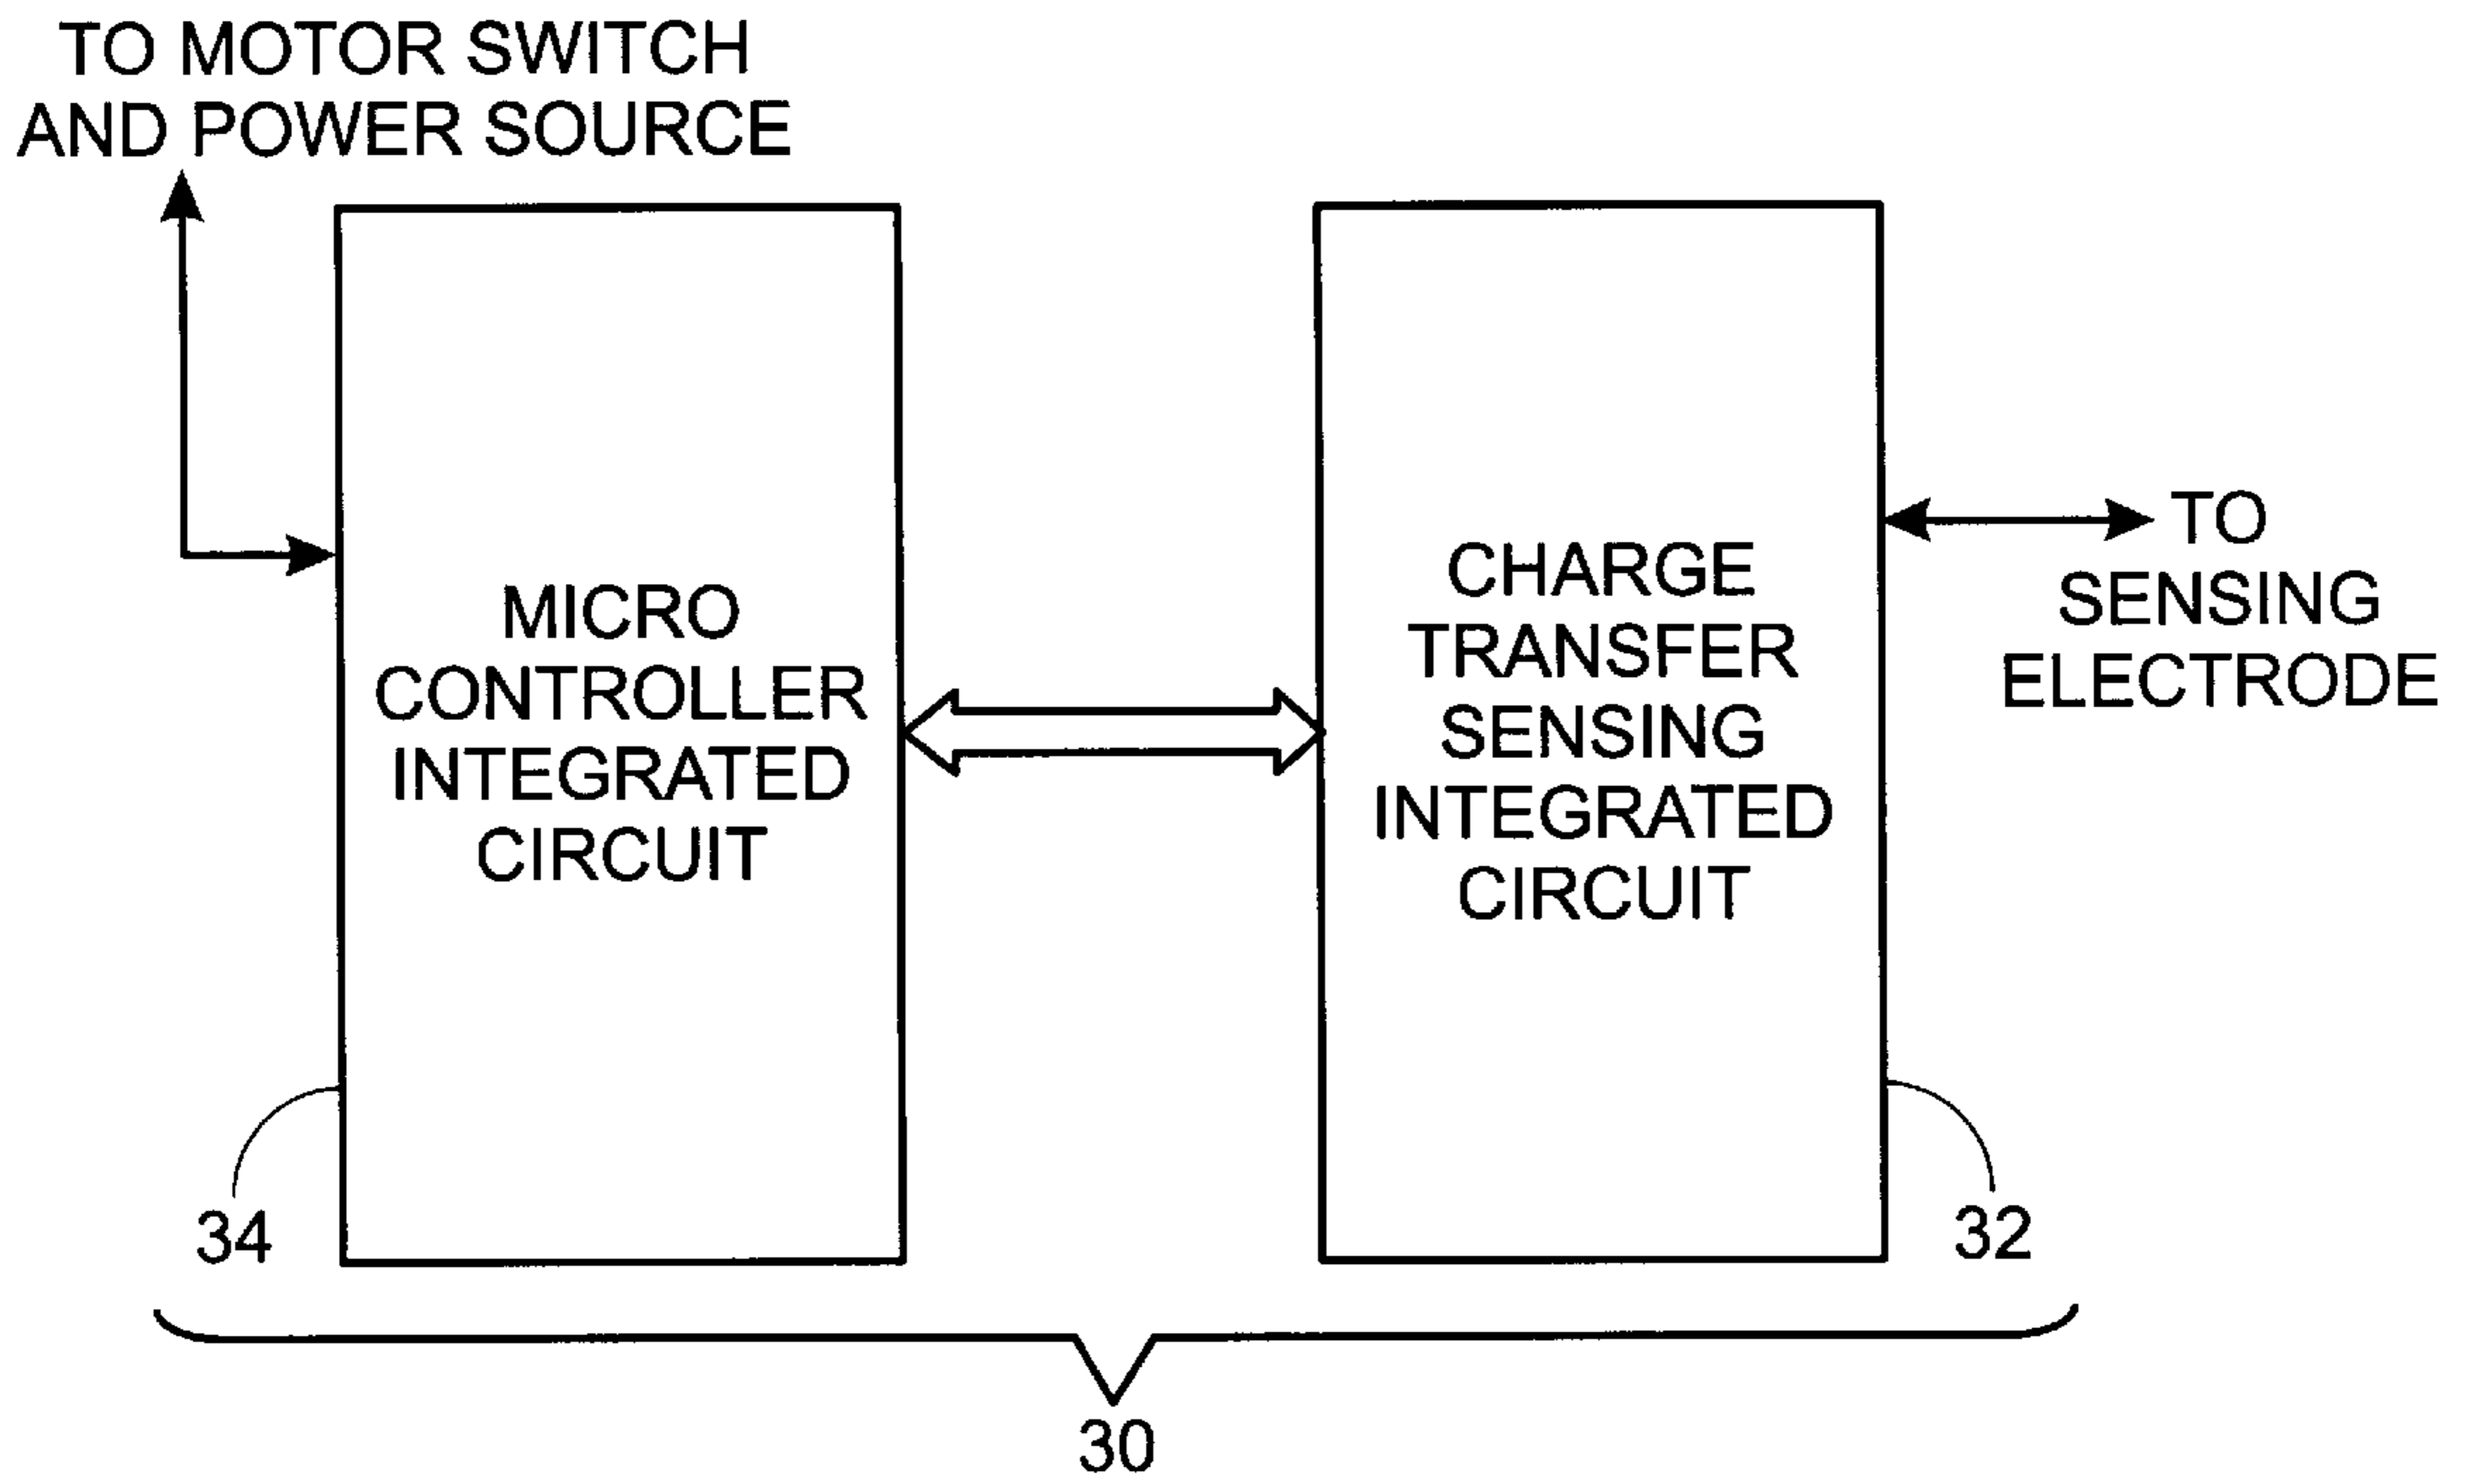 TO MOTOR SWITCH
AND POWER SOURCE
MICRO
CONTROLLER
INTEGRATED
CIRCUIT
CHARGE
TRANSFER
SENSING
INTEGRATED
CIRCUIT
TO
SENSING
ELECTRODE
34
32
30